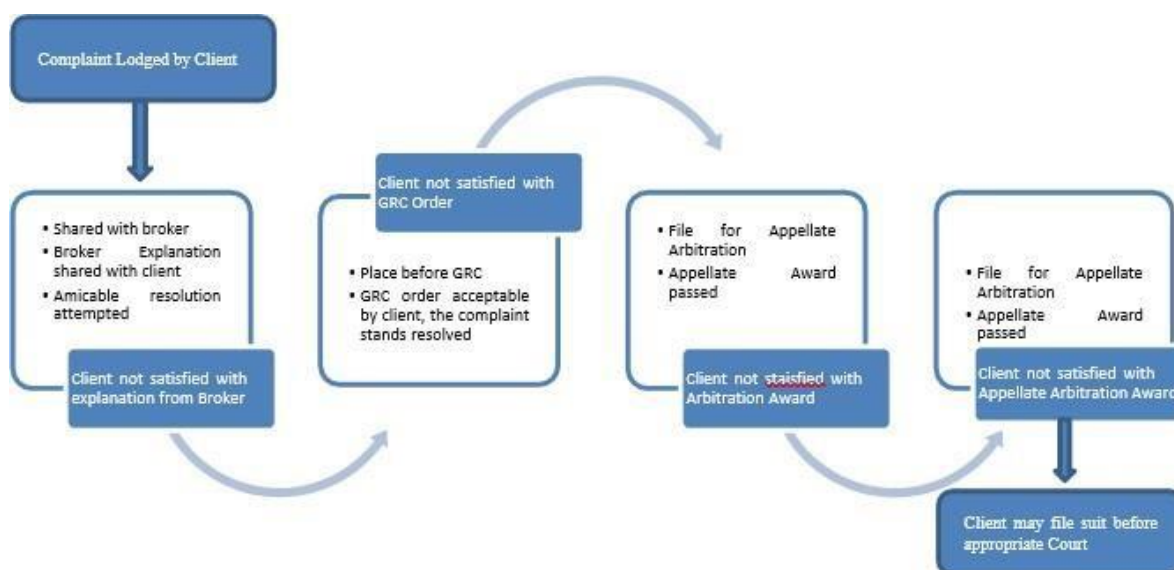 Complaint Lodged by Client
• Shared with broker
• Broker Explanation
shared with client
• Amicable resolution
attempted
Client not satisfied with
explanation from Broker
Client not satisfied with
GRC Order
• Place before GRC
• GRC order acceptable
by client, the complaint
stands resolved
• File for Appellate
Arbitration
• Appellate Award
passed
Client not staisfied with
Arbitration Award
• File for Appellate
Arbitration
• Appellate Award
passed
Client not satisfied with
Appellate Arbitration Award
Client may file suit before
appropriate Court